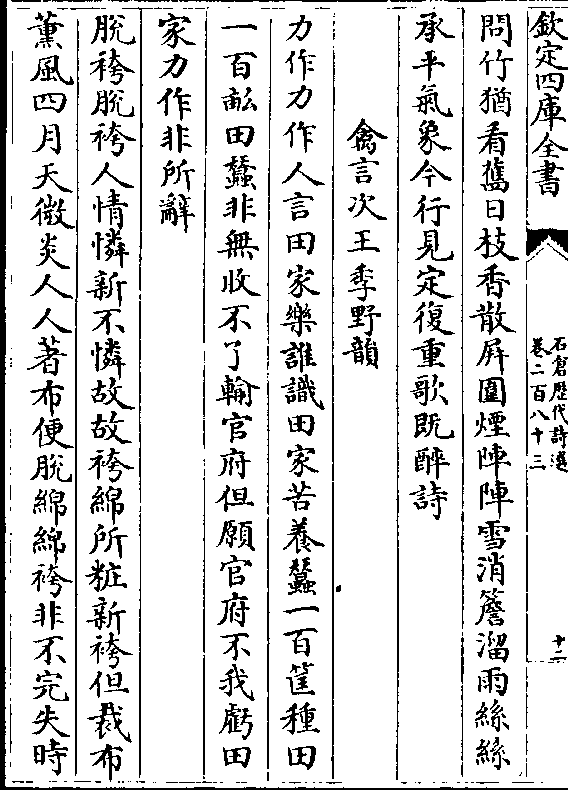 欽定四庫全書
石倉歷代詩選
卷二百八十三
十二
問竹猶看舊日枝香散屏圍煙陣陣雪消簷溜雨絲絲
承平氣象今行見定復重歌既醉詩
禽言次王季野韻
力作力作人言田家樂誰識田家苦養蠶一百筐種田
一百畆田蠶非無收不了輸官府但願官府不我虧田
家力作非所辭
脫袴脫袴人情憐新不憐故故袴綿所粧新袴但裁布
薰風四月天微炎人人著布便脫綿綿袴非不完失時